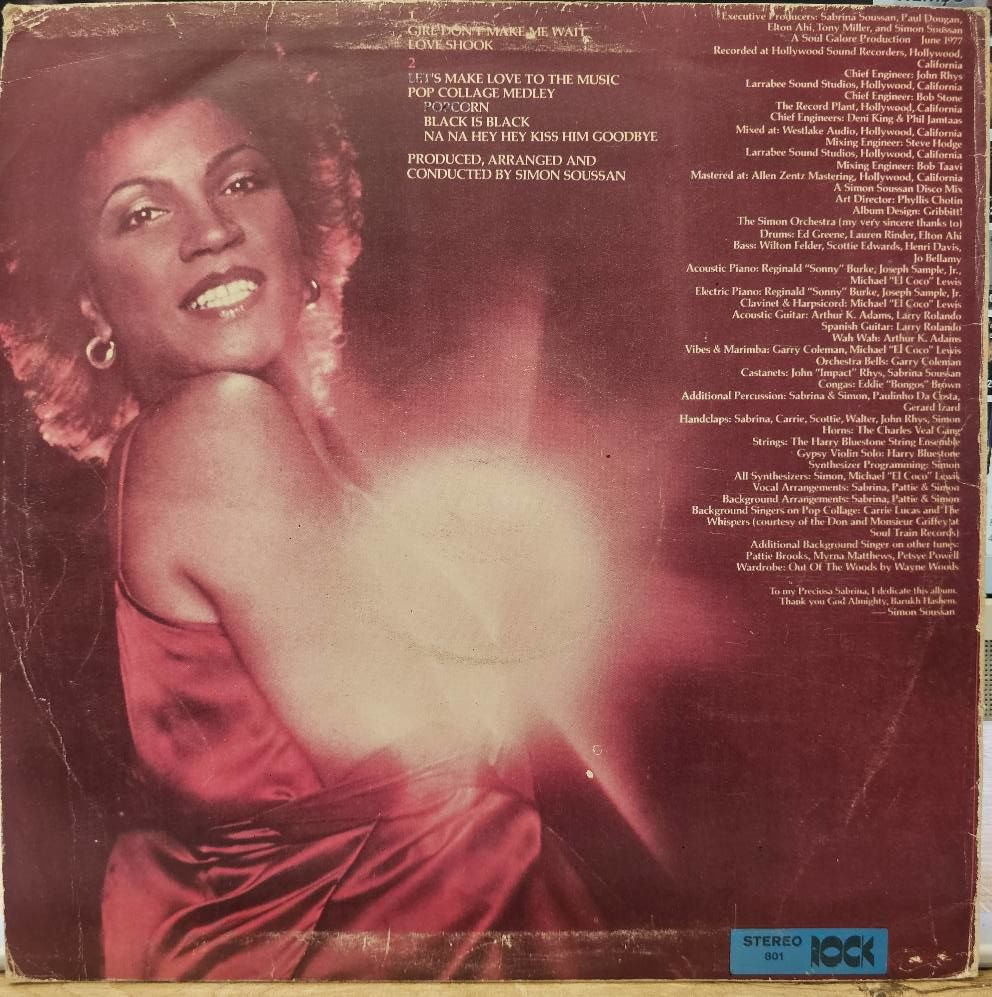 1
GIRL DON'T MAKE ME WAIT
LOVE SHOOK
2
LET'S MAKE LOVE TO THE MUSIC
POP COLLAGE MEDLEY
POPCORN
BLACK IS BLACK
NA NA HEY HEY KISS HIM GOODBYE
PRODUCED, ARRANGED AND
CONDUCTED BY SIMON SOUSSAN
Executive Producers: Sabrina Soussan, Paul Dougan,
Elton Ahi, Tony Miller, and Simon Soussan
A Soul Galore Production June 1977
Recorded at Hollywood Sound Recorders, Hollywood,
California
Chief Engineer: John Rhys
Larrabee Sound Studios, Hollywood, California
Chief Engineer: Bob Stone
The Record Plant, Hollywood, California
Chief Engineers: Deni King & Phil Jamtaas
Mixed at: Westlake Audio, Hollywood, California
Mixing Engineer: Steve Hodge
Larrabee Sound Studios, Hollywood, California
Mixing Engineer: Bob Taavi
Mastered at: Allen Zentz Mastering, Hollywood, California
A Simon Soussan Disco Mix
Art Director: Phyllis Chotin
Album Design: Gribbitt!
The Simon Orchestra (my very sincere thanks to)
Drums: Ed Greene, Lauren Rinder, Elton Ahi
Bass: Wilton Felder, Scottie Edwards, Henri Davis,
Jo Bellamy
Acoustic Piano: Reginald "Sonny" Burke, Joseph Sample, Jr.,
Michael "El Coco" Lewis
Electric Piano: Reginald "Sonny" Burke, Joseph Sample, Jr.
Clavinet & Harpsicord: Michael "El Coco" Lewis
Acoustic Guitar: Arthur K. Adams, Larry Rolando
Spanish Guitar: Larry Rolando
Wah Wah: Arthur K. Adams
Vibes & Marimba: Garry Coleman, Michael "El Coco" Lewis
Orchestra Bells: Garry Coleman
Castanets: John "Impact" Rhys, Sabrina Soussan
Congas: Eddie "Bongos" Brown
Additional Percussion: Sabrina & Simon, Paulinho Da Costa,
Gerard Izard
Handclaps: Sabrina, Carrie, Scottie, Walter, John Rhys, Simon
Horns: The Charles Veal Gang
Strings: The Harry Bluestone String Ensemble
Gypsy Violin Solo: Harry Bluestone
Synthesizer Programming: Simon
All Synthesizers: Simon, Michael "El Coco" Lewis
Vocal Arrangements: Sabrina, Pattie & Simon
Background Arrangements: Sabrina, Pattie & Simon
Background Singers on Pop Collage: Carrie Lucas and The
Whispers (courtesy of the Don and Monsieur Griffey at
Soul Train Records)
Additional Background Singer on other tunes:
Pattie Brooks, Myrna Matthews, Petsye Powell
Wardrobe: Out Of The Woods by Wayne Woods
To my Preciosa Sabrina, I dedicate this album.
Thank you God Almighty, Barukh Hashem.
— Simon Soussan
STEREO
801
ROCK